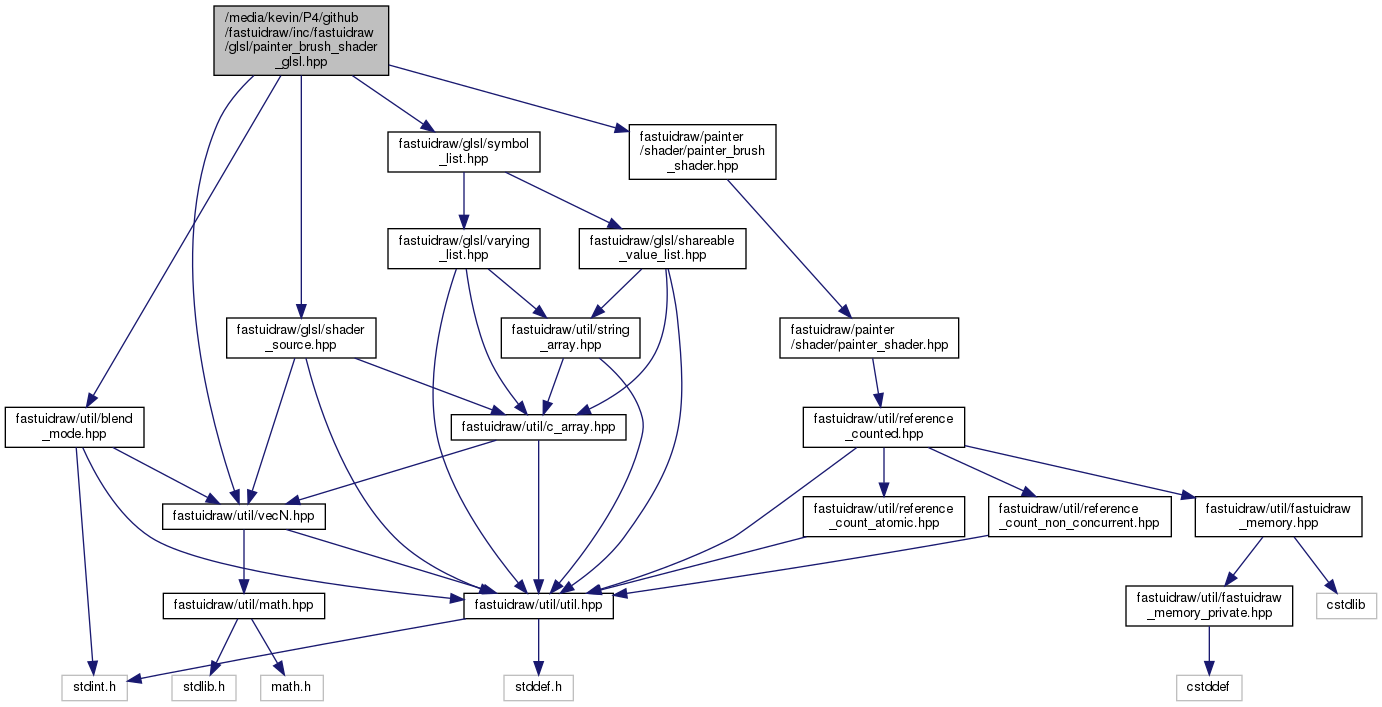 /media/kevin/P4/github
/fastuidraw/inc/fastuidraw
/glsl/painter_brush_shader
_glsl.hpp
fastuidraw/glsl/symbol
_list.hpp
fastuidraw/painter
/shader/painter_brush
_shader.hpp
fastuidraw/glsl/varying
_list.hpp
fastuidraw/glsl/shareable
_value_list.hpp
fastuidraw/glsl/shader
_source.hpp
fastuidraw/util/string
_array.hpp
fastuidraw/painter
/shader/painter_shader.hpp
fastuidraw/util/blend
_mode.hpp
fastuidraw/util/c_array.hpp
fastuidraw/util/reference
_counted.hpp
fastuidraw/util/vecN.hpp
fastuidraw/util/reference
_count_atomic.hpp
fastuidraw/util/reference
_count_non_concurrent.hpp
fastuidraw/util/fastuidraw
_memory.hpp
fastuidraw/util/math.hpp
fastuidraw/util/util.hpp
fastuidraw/util/fastuidraw
_memory_private.hpp
cstdlib
stdint.h
stdlib.h
math.h
stddef.h
cstddef